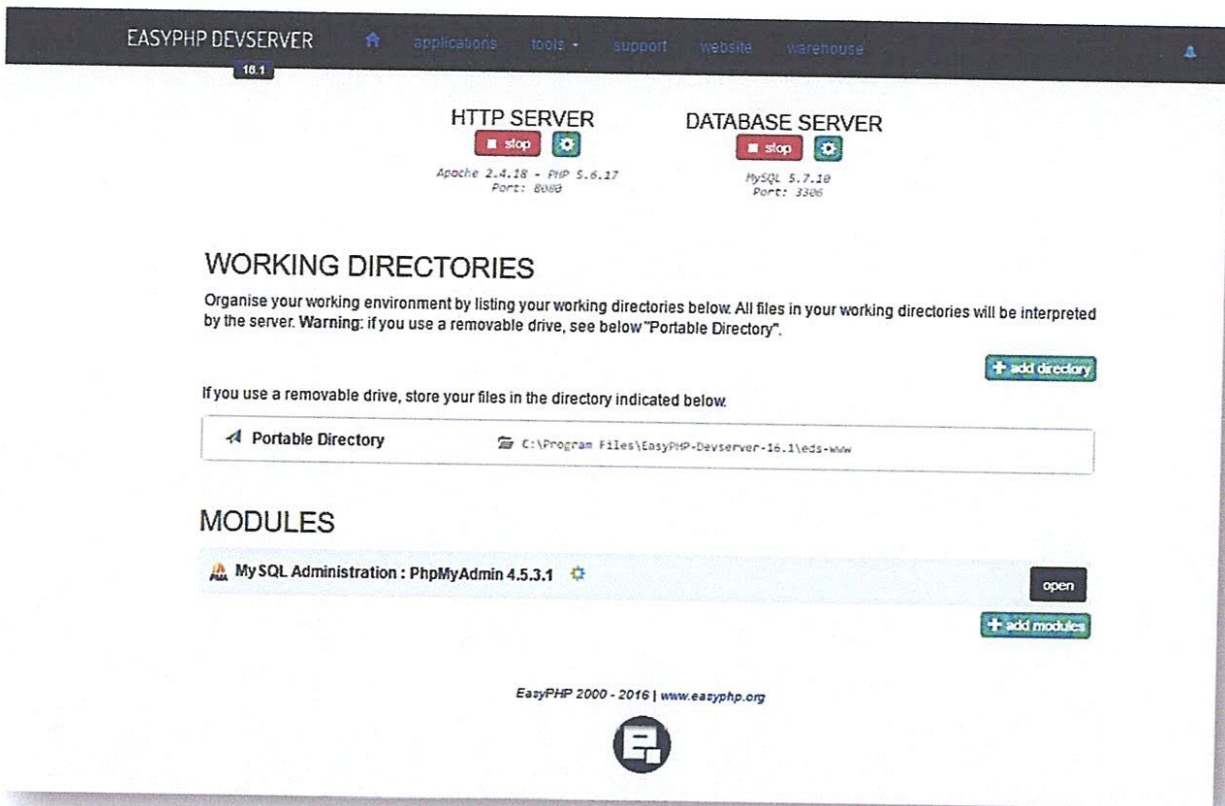 EASYPHP DEVSERVER applications tools support website warehouse
16.1
HTTP SERVER DATABASE SERVER
stop stop
Apache 2.4.18 - PHP 5.6.17 MySQL 5.7.10
Port: 8080 Port: 3306
WORKING DIRECTORIES
Organise your working environment by listing your working directories below. All files in your working directories will be interpreted
by the server. Warning: if you use a removable drive, see below "Portable Directory".
+ add directory
If you use a removable drive, store your files in the directory indicated below.
Portable Directory C:\Program Files\EasyPHP-Devserver-16.1\eds-www
MODULES
PMA MySQL Administration : PhpMyAdmin 4.5.3.1 open
+ add modules
EasyPHP 2000 - 2016 | www.easyphp.org